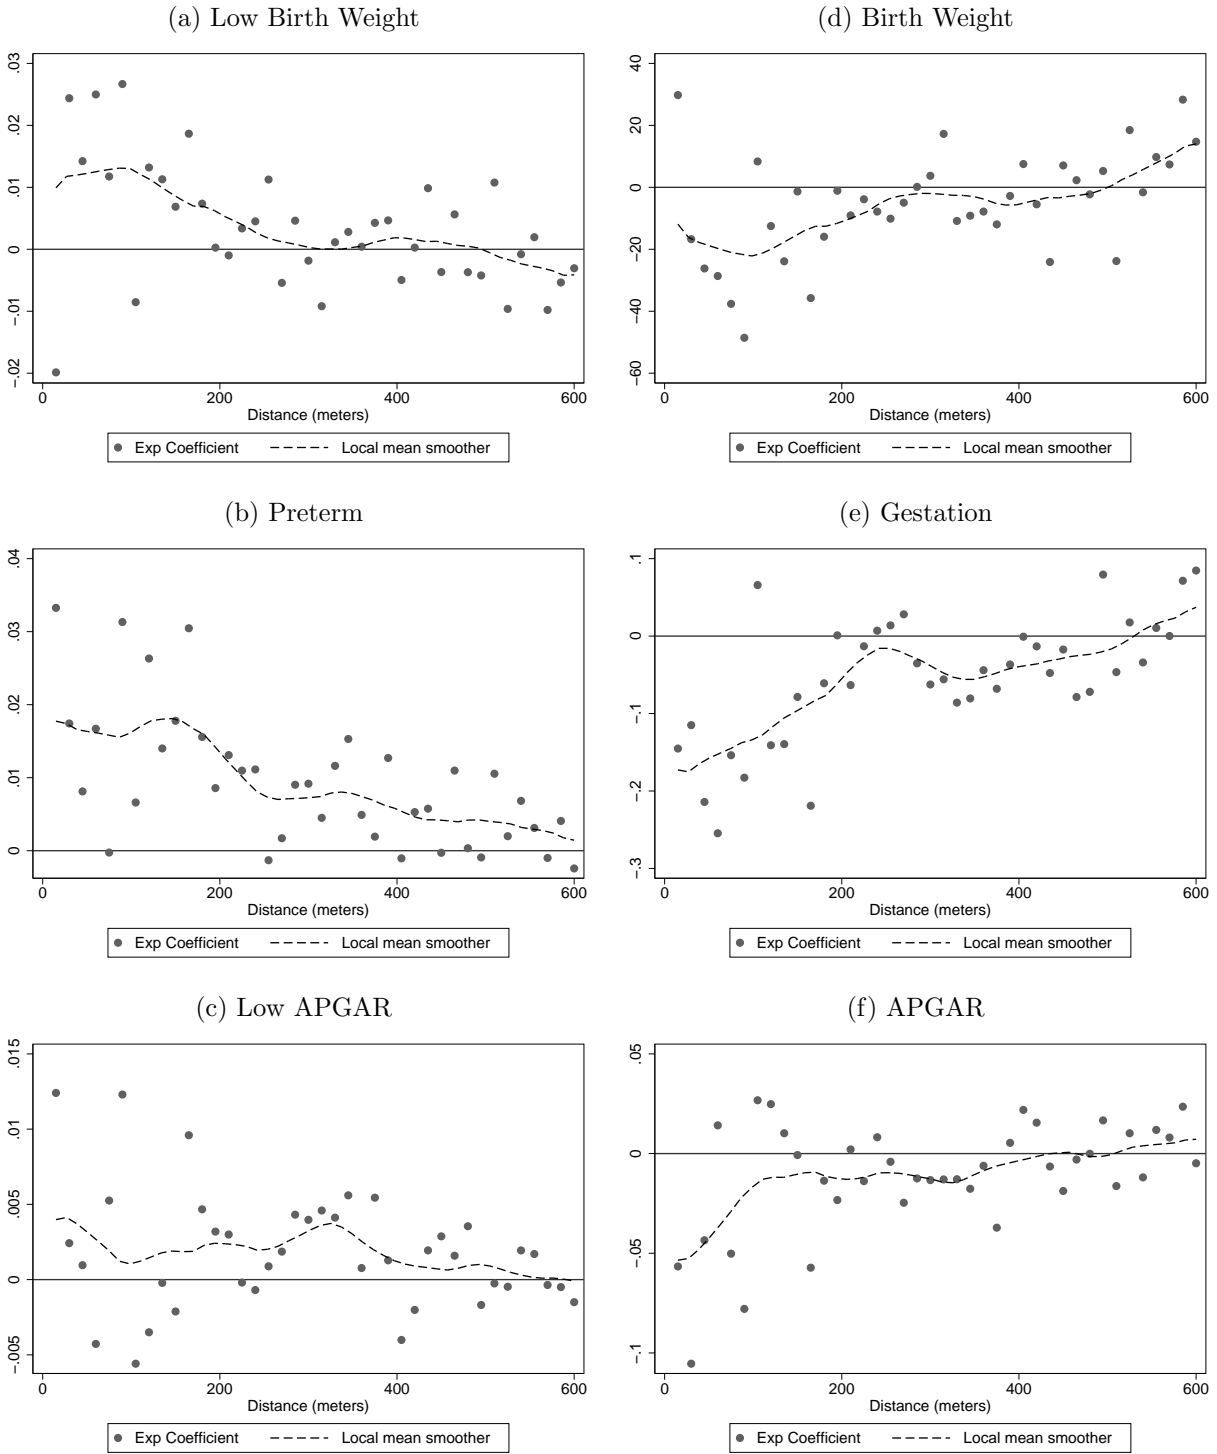 (a) Low Birth Weight
.03
.02
.01
0
-.01
-.02
0 200 400 600
Distance (meters)
Exp Coefficient Local mean smoother
(d) Birth Weight
40
20
0
-20
-40
-60
0 200 400 600
Distance (meters)
Exp Coefficient Local mean smoother
(b) Preterm
.04
.03
.02
.01
0
0 200 400 600
Distance (meters)
Exp Coefficient Local mean smoother
(e) Gestation
.1
0
-.1
-.2
-.3
0 200 400 600
Distance (meters)
Exp Coefficient Local mean smoother
(c) Low APGAR
.015
.01
.005
0
-.005
0 200 400 600
Distance (meters)
Exp Coefficient Local mean smoother
(f) APGAR
.05
0
-.05
-.1
0 200 400 600
Distance (meters)
Exp Coefficient Local mean smoother